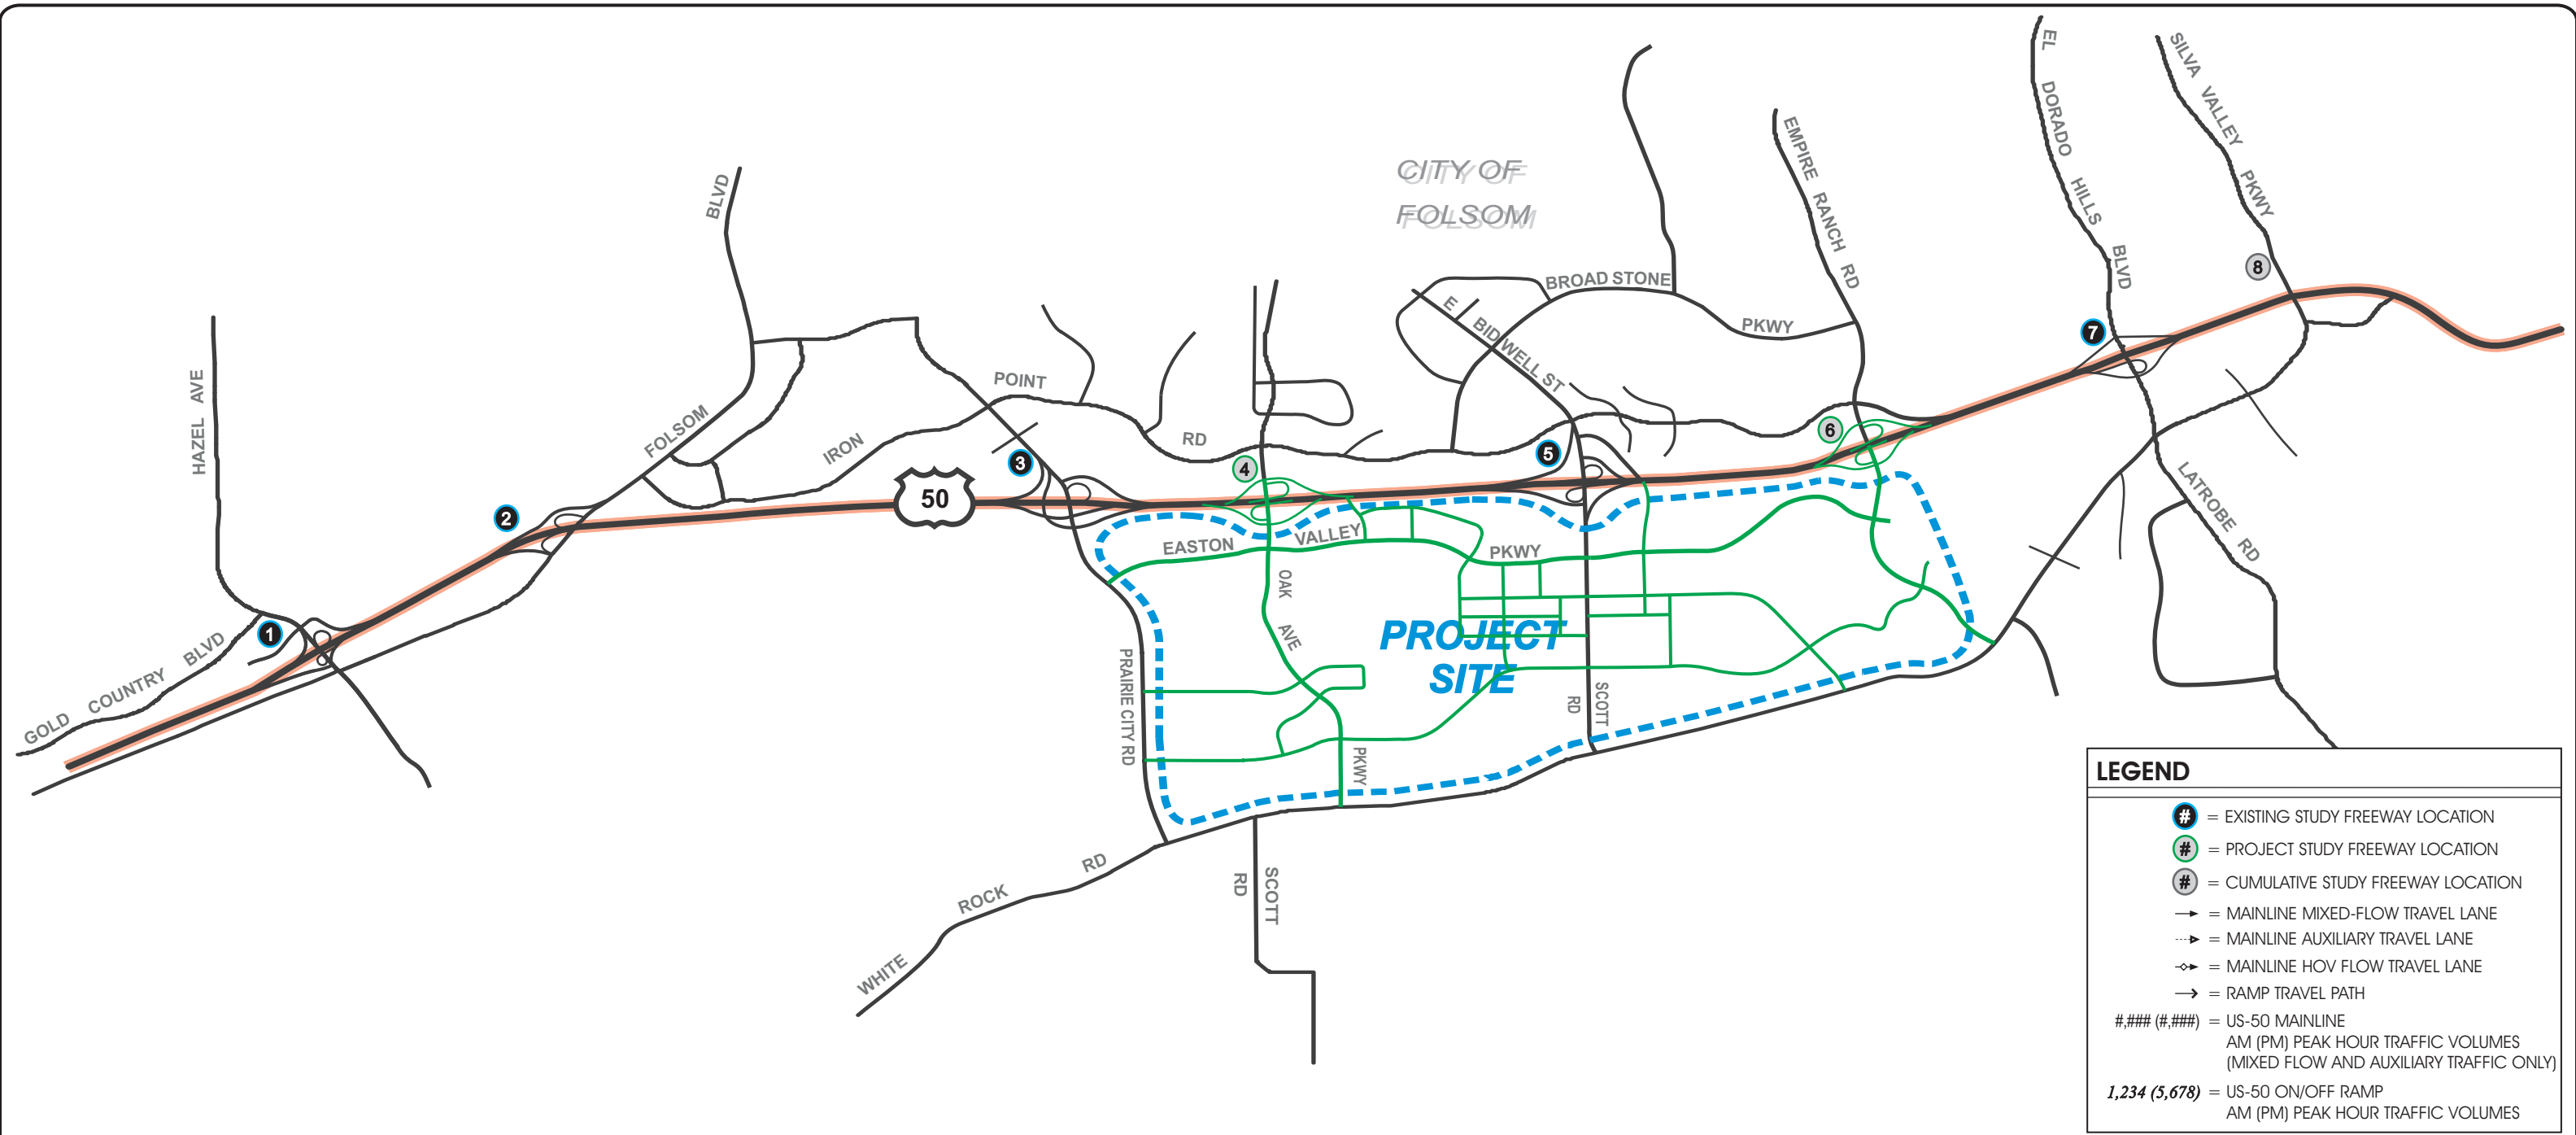 CITY OF
FOLSOM
HAZEL AVE
GOLD COUNTRY BLVD
FOLSOM BLVD
IRON POINT RD
50
E BIDWELL ST
BROAD STONE PKWY
EMPIRE RANCH RD
EL DORADO HILLS BLVD
SILVA VALLEY PKWY
LATROBE RD
EASTON VALLEY PKWY
OAK AVE PKWY
PRAIRIE CITY RD
SCOTT RD
PROJECT
SITE
WHITE ROCK RD
SCOTT RD
1
2
3
4
5
6
7
8
LEGEND
# = EXISTING STUDY FREEWAY LOCATION
# = PROJECT STUDY FREEWAY LOCATION
# = CUMULATIVE STUDY FREEWAY LOCATION
= MAINLINE MIXED-FLOW TRAVEL LANE
= MAINLINE AUXILIARY TRAVEL LANE
= MAINLINE HOV FLOW TRAVEL LANE
= RAMP TRAVEL PATH
#,### (#,###) = US-50 MAINLINE
AM (PM) PEAK HOUR TRAFFIC VOLUMES
(MIXED FLOW AND AUXILIARY TRAFFIC ONLY)
1,234 (5,678) = US-50 ON/OFF RAMP
AM (PM) PEAK HOUR TRAFFIC VOLUMES